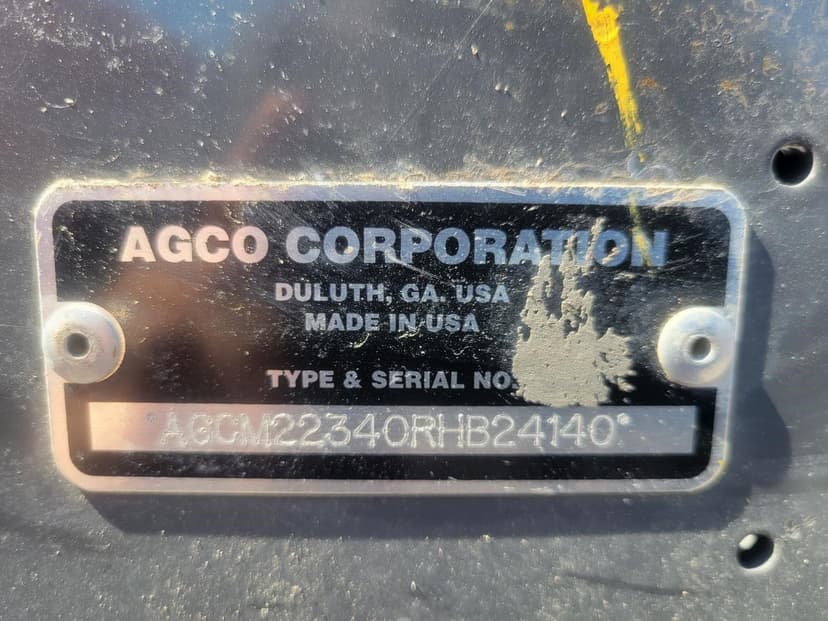 AGCO CORPORATION
DULUTH, GA. USA
MADE IN USA
TYPE & SERIAL NO.
*AGCM22340RHB24140*